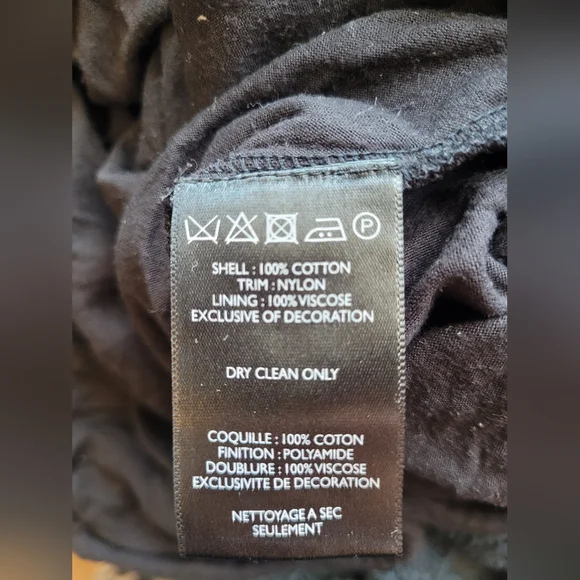 P
SHELL : 100% COTTON
TRIM : NYLON
LINING : 100% VISCOSE
EXCLUSIVE OF DECORATION
DRY CLEAN ONLY
COQUILLE : 100% COTON
FINITION : POLYAMIDE
DOUBLURE : 100% VISCOSE
EXCLUSIVITE DE DECORATION
NETTOYAGE A SEC
SEULEMENT